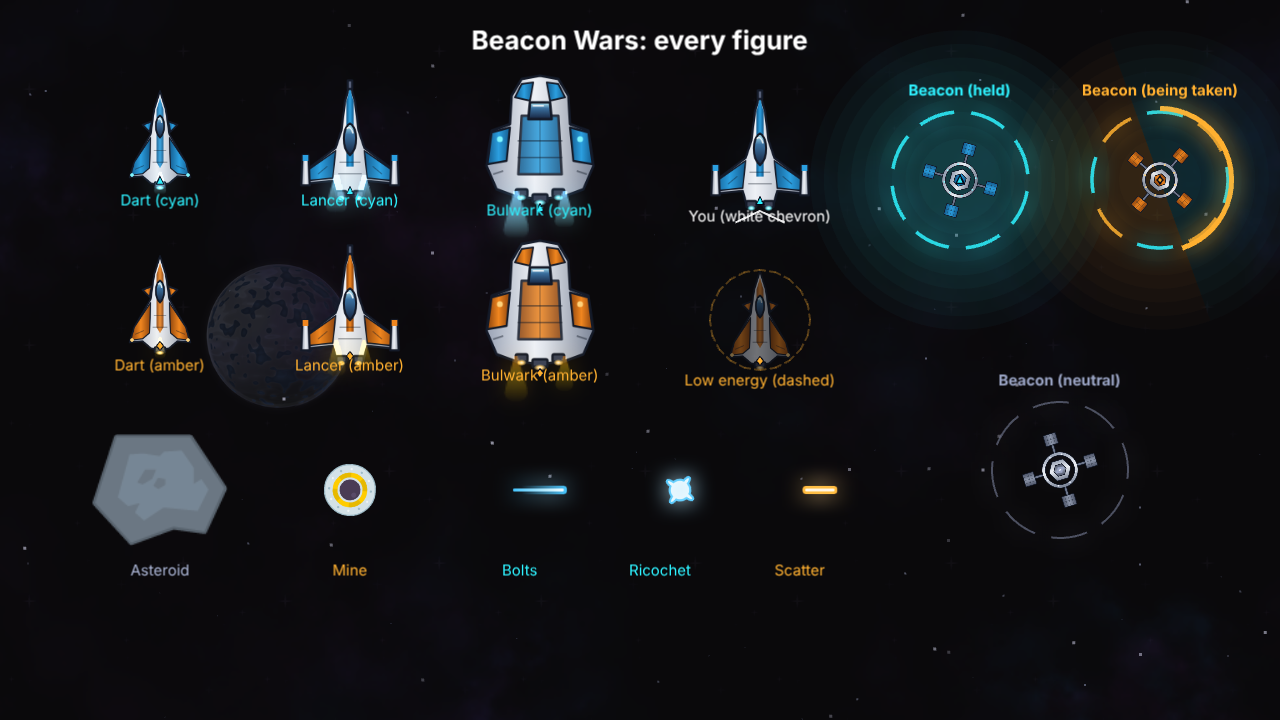 Beacon Wars: every figure
Beacon (held)
Beacon (being taken)
Dart (cyan)
Lancer (cyan)
Bulwark (cyan)
You (white chevron)
Dart (amber)
Lancer (amber)
Bulwark (amber)
Low energy (dashed)
Beacon (neutral)
Asteroid
Mine
Bolts
Ricochet
Scatter